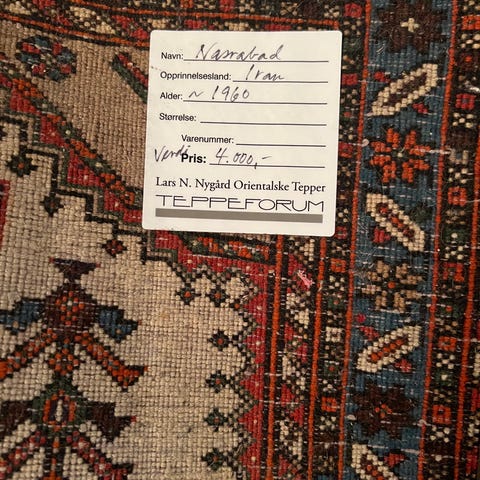 Navn: Nasrabad
Opprinnelsesland: Iran
Alder: ~ 1960
Størrelse:
Varenummer:
Verdi Pris: 4.000,-
Lars N. Nygård Orientalske Tepper
TEPPEFORUM